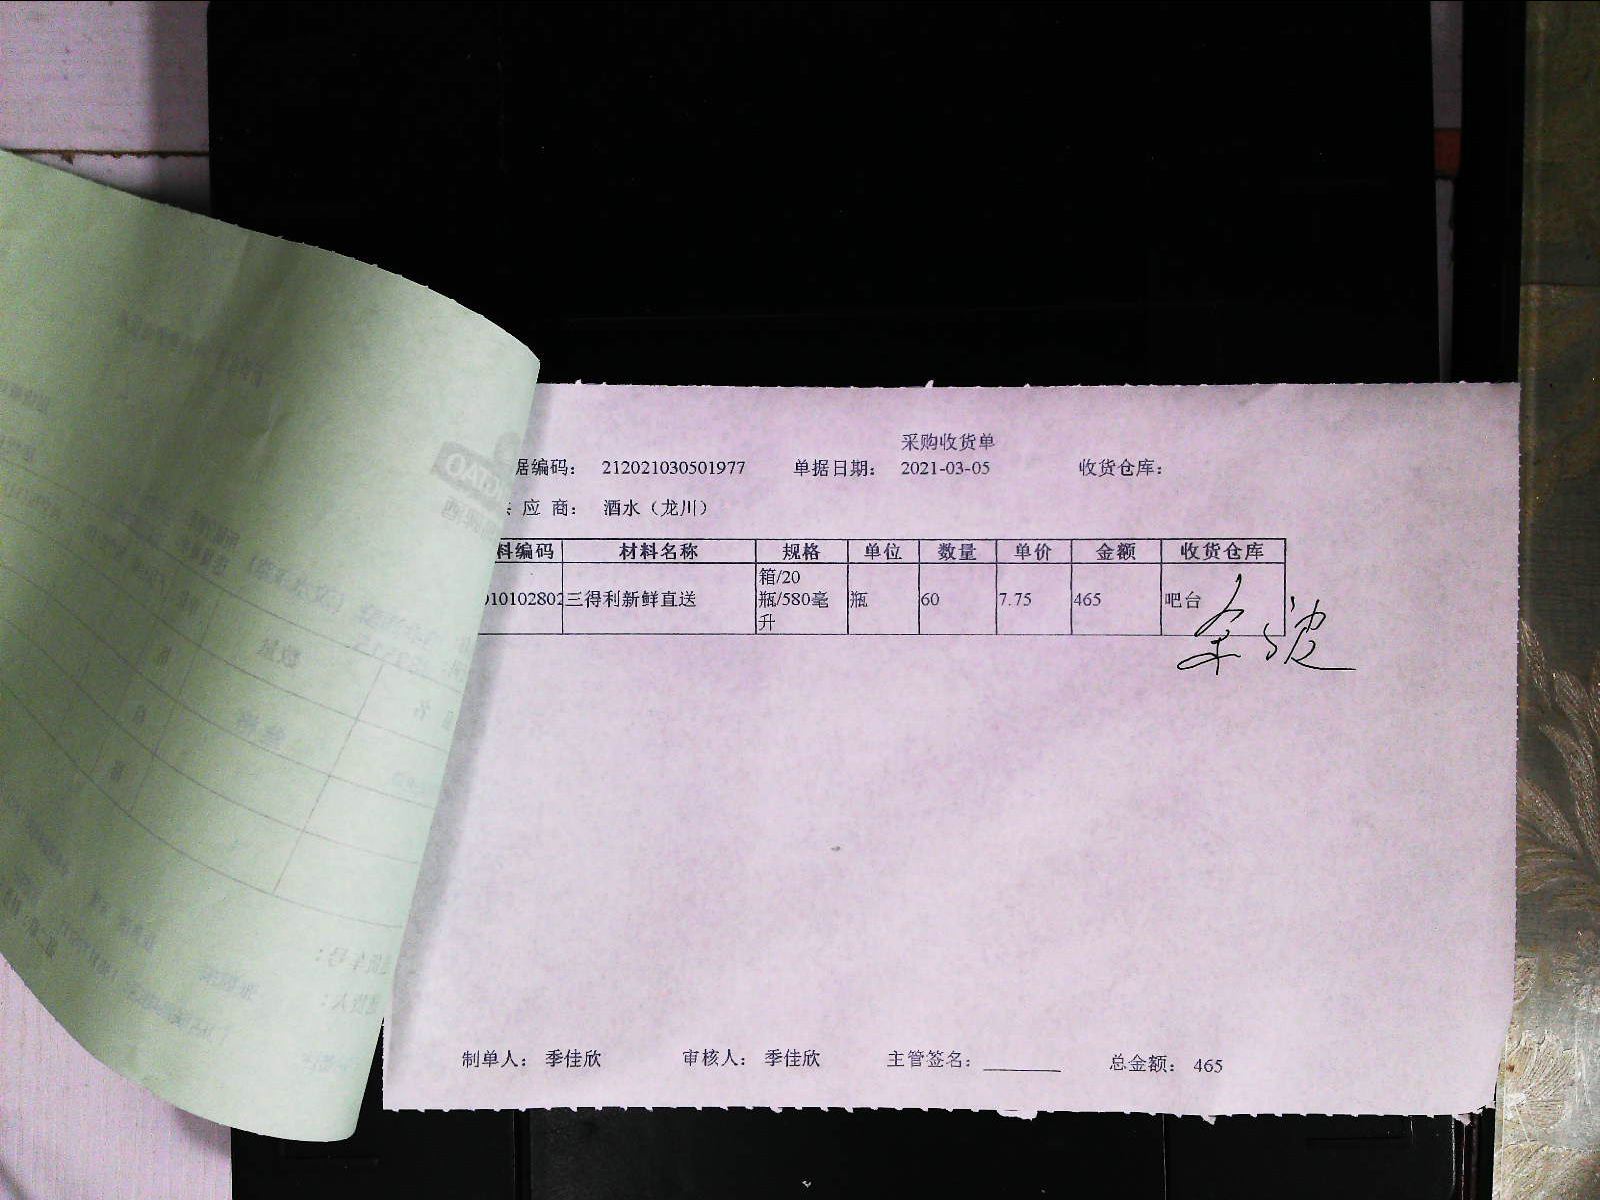 采购收货单
据编码： 212021030501977 单据日期： 2021-03-05 收货仓库：
应 商： 酒水（龙川）
料编码 材料名称 规格 单位 数量 单价 金额 收货仓库
10102802 三得利新鲜直送 箱/20瓶/580毫升 瓶 60 7.75 465 吧台
制单人： 季佳欣 审核人： 季佳欣 主管签名： 总金额： 465